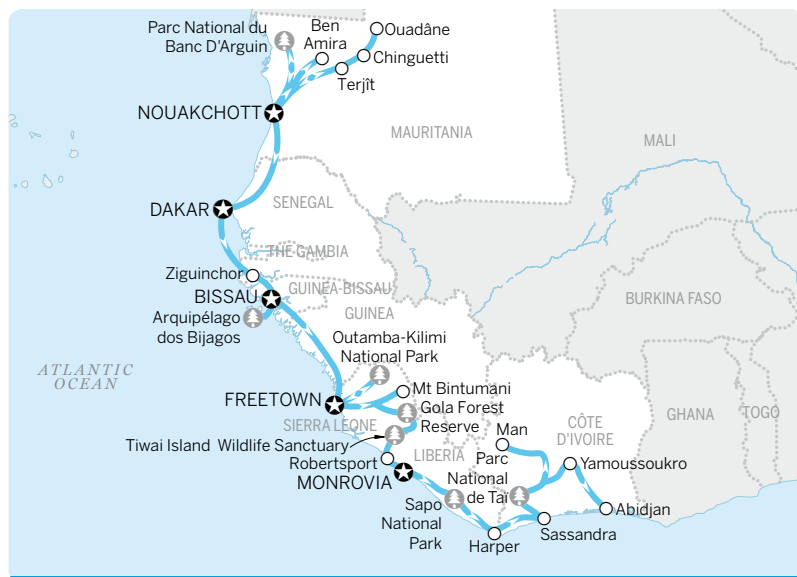 Parc National du
Banc D'Arguin
Ben
Amira
Ouadâne
Chinguetti
Terjît
NOUAKCHOTT
MAURITANIA
MALI
DAKAR
SENEGAL
THE GAMBIA
Ziguinchor
GUINEA-BISSAU
BISSAU
GUINEA
BURKINA FASO
Arquipélago
dos Bijagos
Outamba-Kilimi
National Park
ATLANTIC
OCEAN
FREETOWN
Mt Bintumani
Gola Forest
Reserve
SIERRA LEONE
Tiwai Island Wildlife Sanctuary
Robertsport
MONROVIA
LIBERIA
Man
CÔTE
D'IVOIRE
GHANA
TOGO
Parc
National
de Taï
Yamoussoukro
Sapo
National
Park
Harper
Sassandra
Abidjan